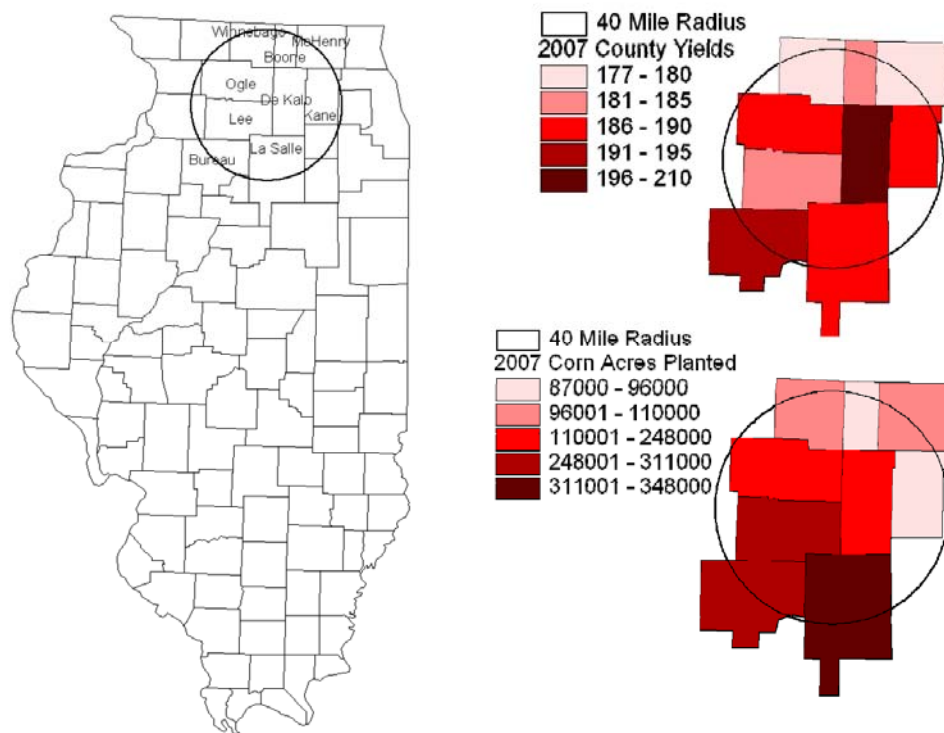 Winnebago
McHenry
Boone
Ogle
De Kalb
Lee
Kane
La Salle
Bureau
40 Mile Radius
2007 County Yields
177 - 180
181 - 185
186 - 190
191 - 195
196 - 210
40 Mile Radius
2007 Corn Acres Planted
87000 - 96000
96001 - 110000
110001 - 248000
248001 - 311000
311001 - 348000